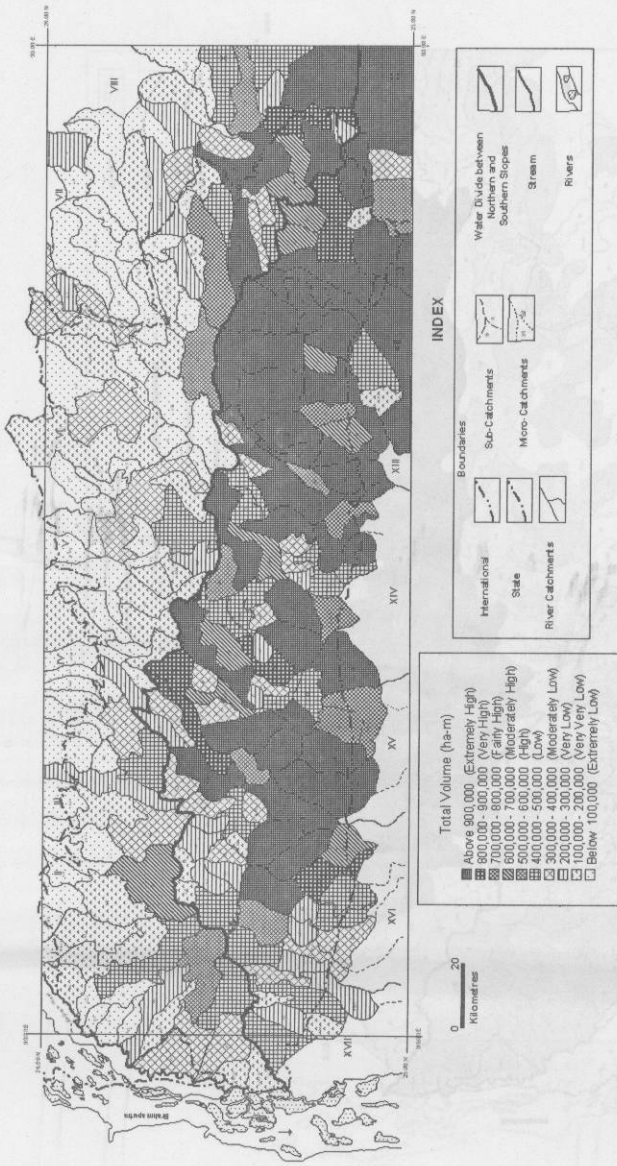 Brahmaputra
VIII
VII
XIII
XIV
XV
XVI
XVII
0 20
Kilometres
Total Volume (ha-m)
Above 900,000 (Extremely High)
800,000 - 900,000 (Very High)
700,000 - 800,000 (Fairly High)
600,000 - 700,000 (Moderately High)
500,000 - 600,000 (High)
400,000 - 500,000 (Low)
300,000 - 400,000 (Moderately Low)
200,000 - 300,000 (Very Low)
100,000 - 200,000 (Very Very Low)
Below 100,000 (Extremely Low)
INDEX
Boundaries
International
State
River Catchments
Sub-Catchments
Micro-Catchments
Water Divide between
Northern and
Southern Slopes
Stream
Rivers